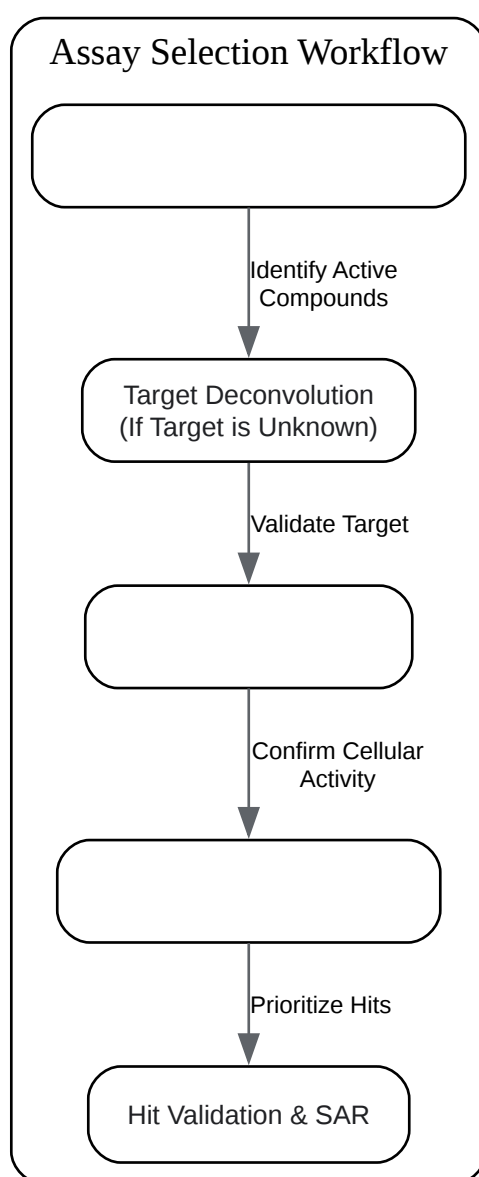 Assay Selection Workflow
Identify Active
Compounds
Target Deconvolution
(If Target is Unknown)
Validate Target
Confirm Cellular
Activity
Prioritize Hits
Hit Validation & SAR